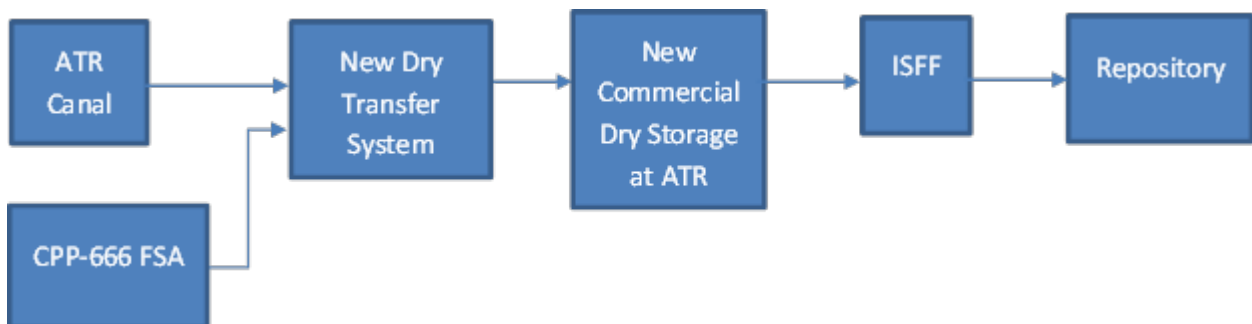 ATR
Canal
New Dry
Transfer
System
New
Commercial
Dry Storage
at ATR
ISFF
Repository
CPP-666 FSA